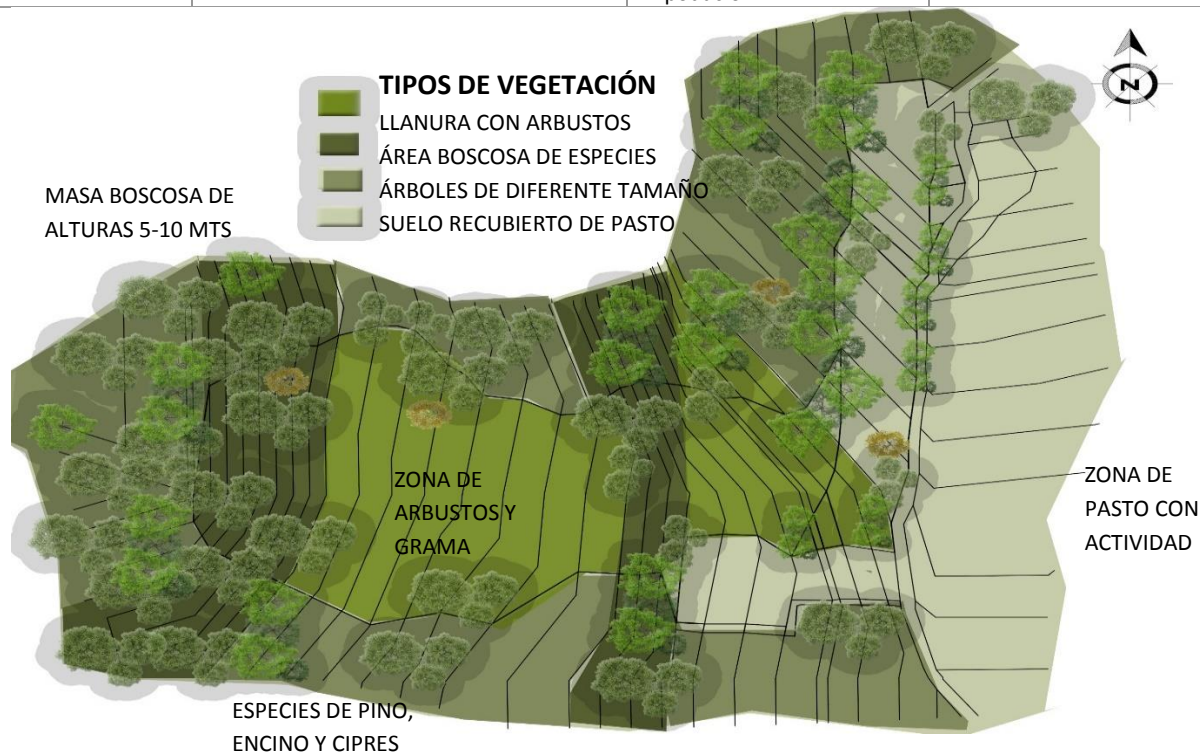 TIPOS DE VEGETACIÓN
LLANURA CON ARBUSTOS
ÁREA BOSCOSA DE ESPECIES
ÁRBOLES DE DIFERENTE TAMAÑO
SUELO RECUBIERTO DE PASTO
N
MASA BOSCOSA DE
ALTURAS 5-10 MTS
ZONA DE
ARBUSTOS Y
GRAMA
ZONA DE
PASTO CON
ACTIVIDAD
ESPECIES DE PINO,
ENCINO Y CIPRES